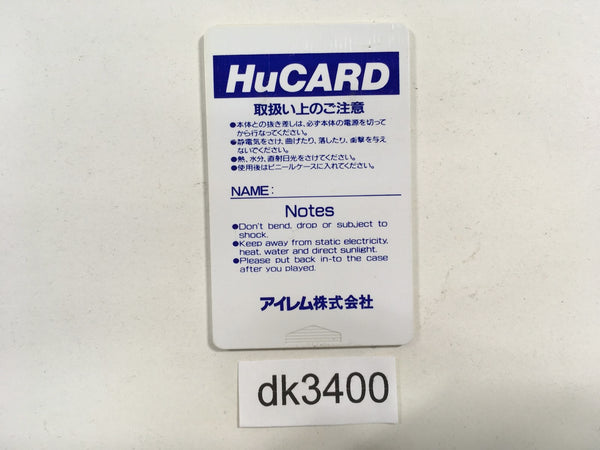 HuCARD
取扱い上のご注意
●本体との抜き差しは、必ず本体の電源を切って
から行なってください。
●静電気をさけ、曲げたり、落したり、衝撃を与え
ないでください。
●熱、水分、直射日光をさけてください。
●使用後はビニールケースに入れてください。
NAME:
Notes
●Don't bend, drop or subject to
shock.
●Keep away from static electricity,
heat, water and direct sunlight.
●Please put back in-to the case
after you played.
アイレム株式会社
dk3400